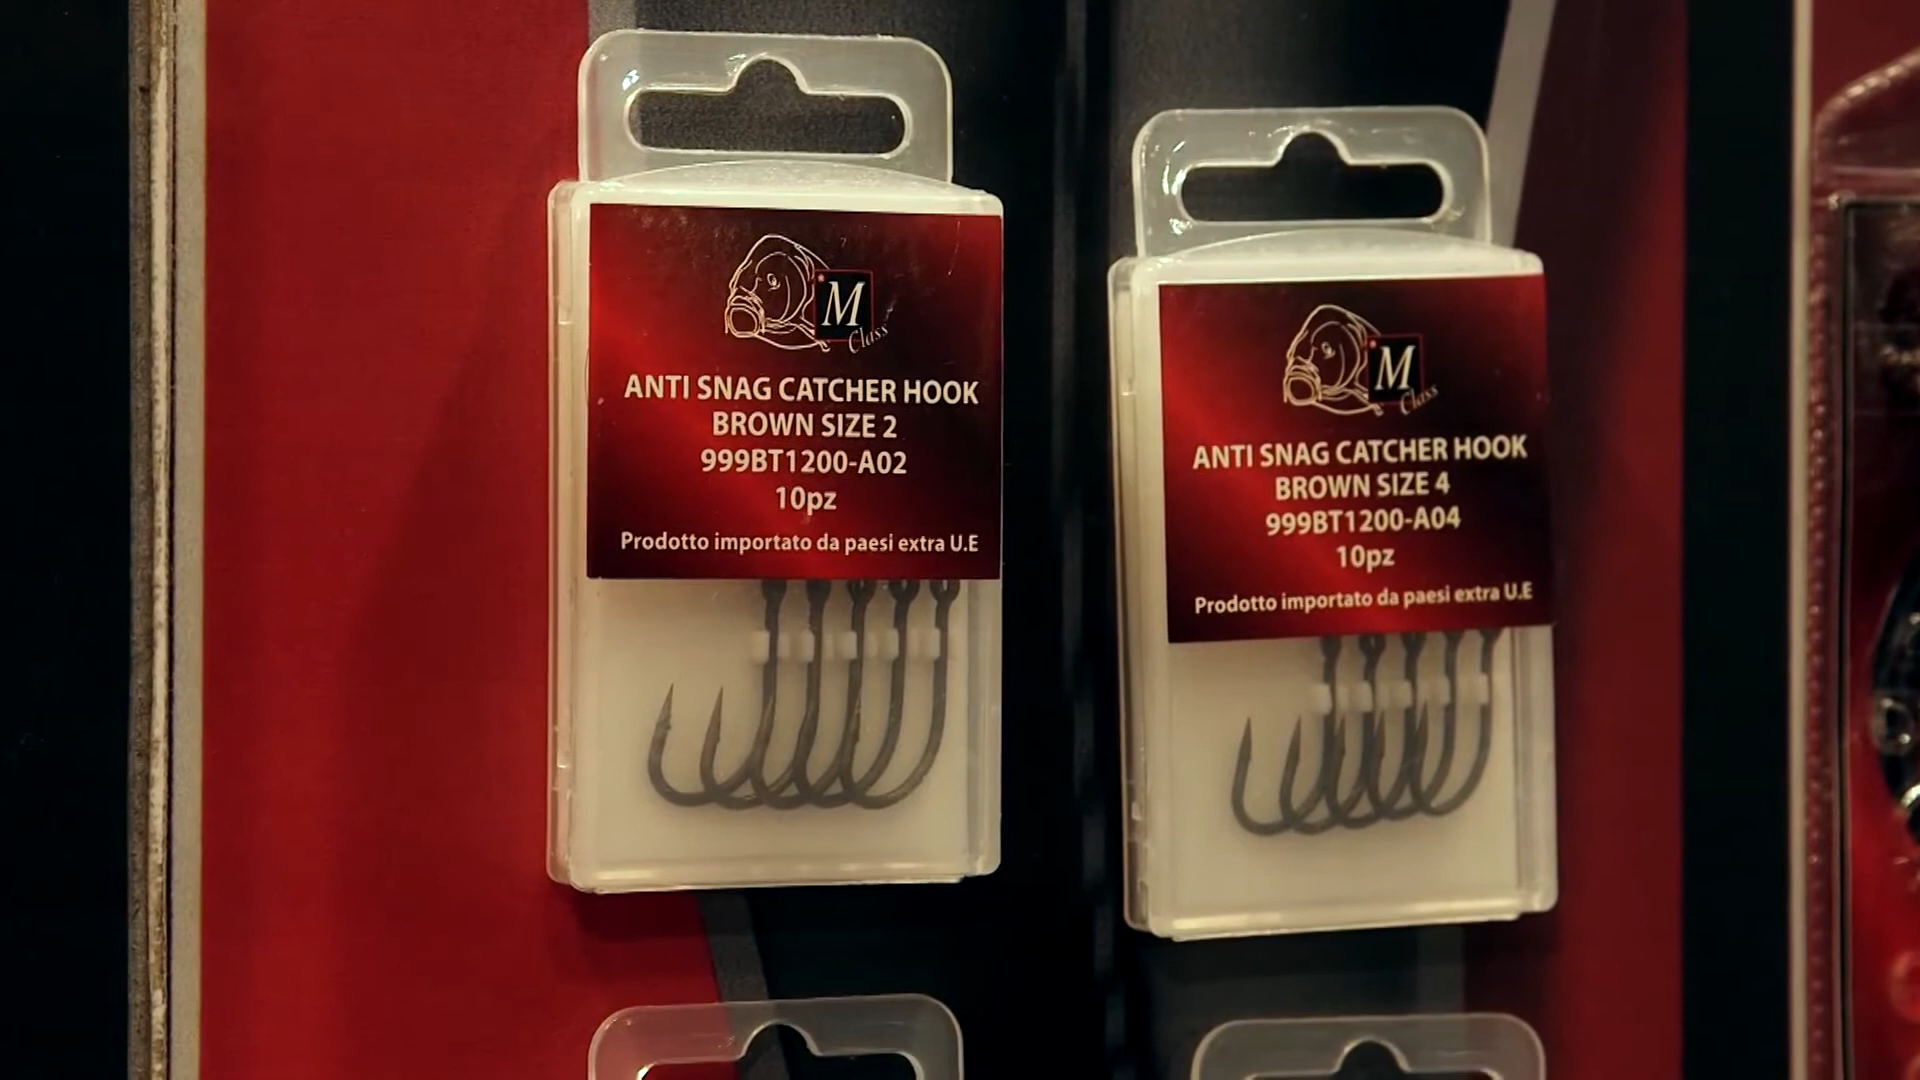 M
Class
ANTI SNAG CATCHER HOOK
BROWN SIZE 2
999BT1200-A02
10pz
Prodotto importato da paesi extra U.E
M
Class
ANTI SNAG CATCHER HOOK
BROWN SIZE 4
999BT1200-A04
10pz
Prodotto importato da paesi extra U.E